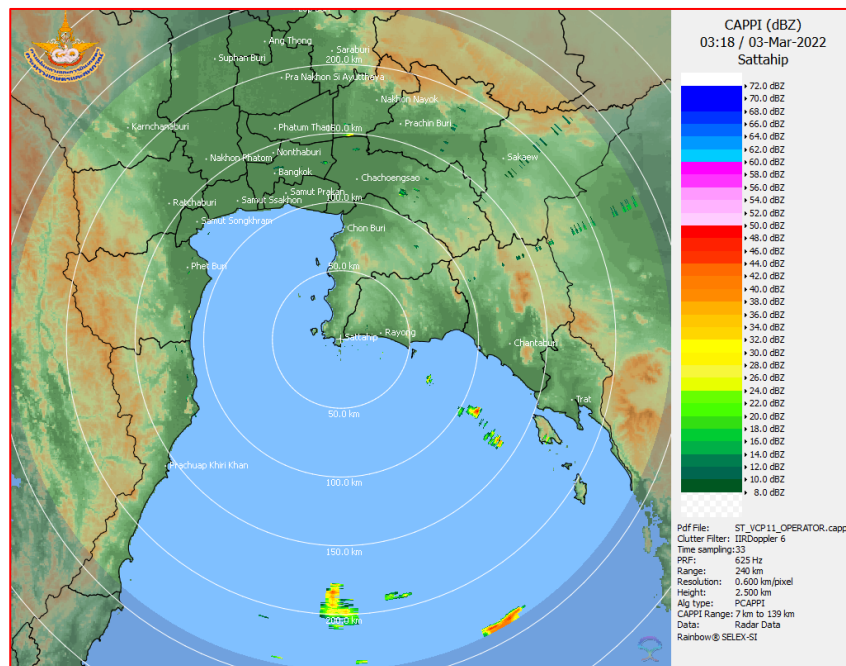 CAPPI (dBZ)
03:18 / 03-Mar-2022
Sattahip
72.0 dBZ
70.0 dBZ
68.0 dBZ
66.0 dBZ
64.0 dBZ
62.0 dBZ
60.0 dBZ
58.0 dBZ
56.0 dBZ
54.0 dBZ
52.0 dBZ
50.0 dBZ
48.0 dBZ
46.0 dBZ
44.0 dBZ
42.0 dBZ
40.0 dBZ
38.0 dBZ
36.0 dBZ
34.0 dBZ
32.0 dBZ
30.0 dBZ
28.0 dBZ
26.0 dBZ
24.0 dBZ
22.0 dBZ
20.0 dBZ
18.0 dBZ
16.0 dBZ
14.0 dBZ
12.0 dBZ
10.0 dBZ
8.0 dBZ
Pdf File: ST_VCP11_OPERATOR.capp
Clutter Filter: IIRDoppler 6
Time sampling:33
PRF: 625 Hz
Range: 240 km
Resolution: 0.600 km/pixel
Height: 2.500 km
Alg type: PCAPPI
CAPPI Range: 7 km to 139 km
Data: Radar Data
Rainbow® SELEX-SI
Ang Thong
Saraburi
Suphan Buri
200.0 km
Pra Nakhon Si Ayutthaya
Nakhon Nayok
Karnchanaburi
Phatum Thani
Prachin Buri
Nonthaburi
Nakhon Phatom
Sakaew
Bangkok
Chachoengsao
Samut Prakan
100.0 km
Ratchaburi
Samut Ssakhon
Samut Songkhram
Chon Buri
Phet Buri
50.0 km
Sattahip
Rayong
Chantaburi
Trat
50.0 km
Prachuap Khiri Khan
100.0 km
150.0 km
200.0 km